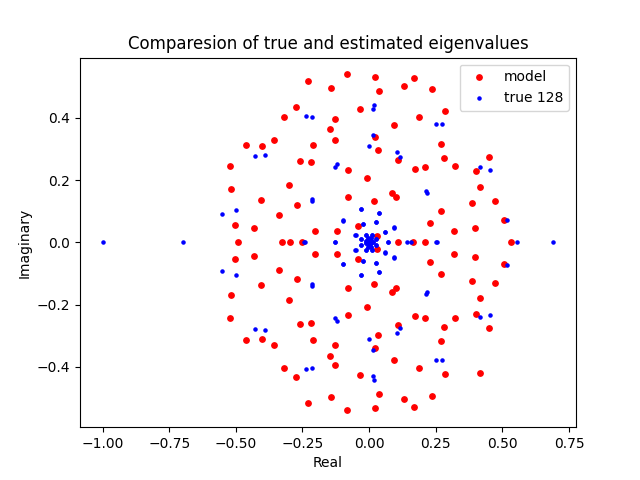 Comparesion of true and estimated eigenvalues
model
true 128
0.4
0.2
0.0
−0.2
−0.4
Imaginary
−1.00
−0.75
−0.50
−0.25
0.00
0.25
0.50
0.75
Real